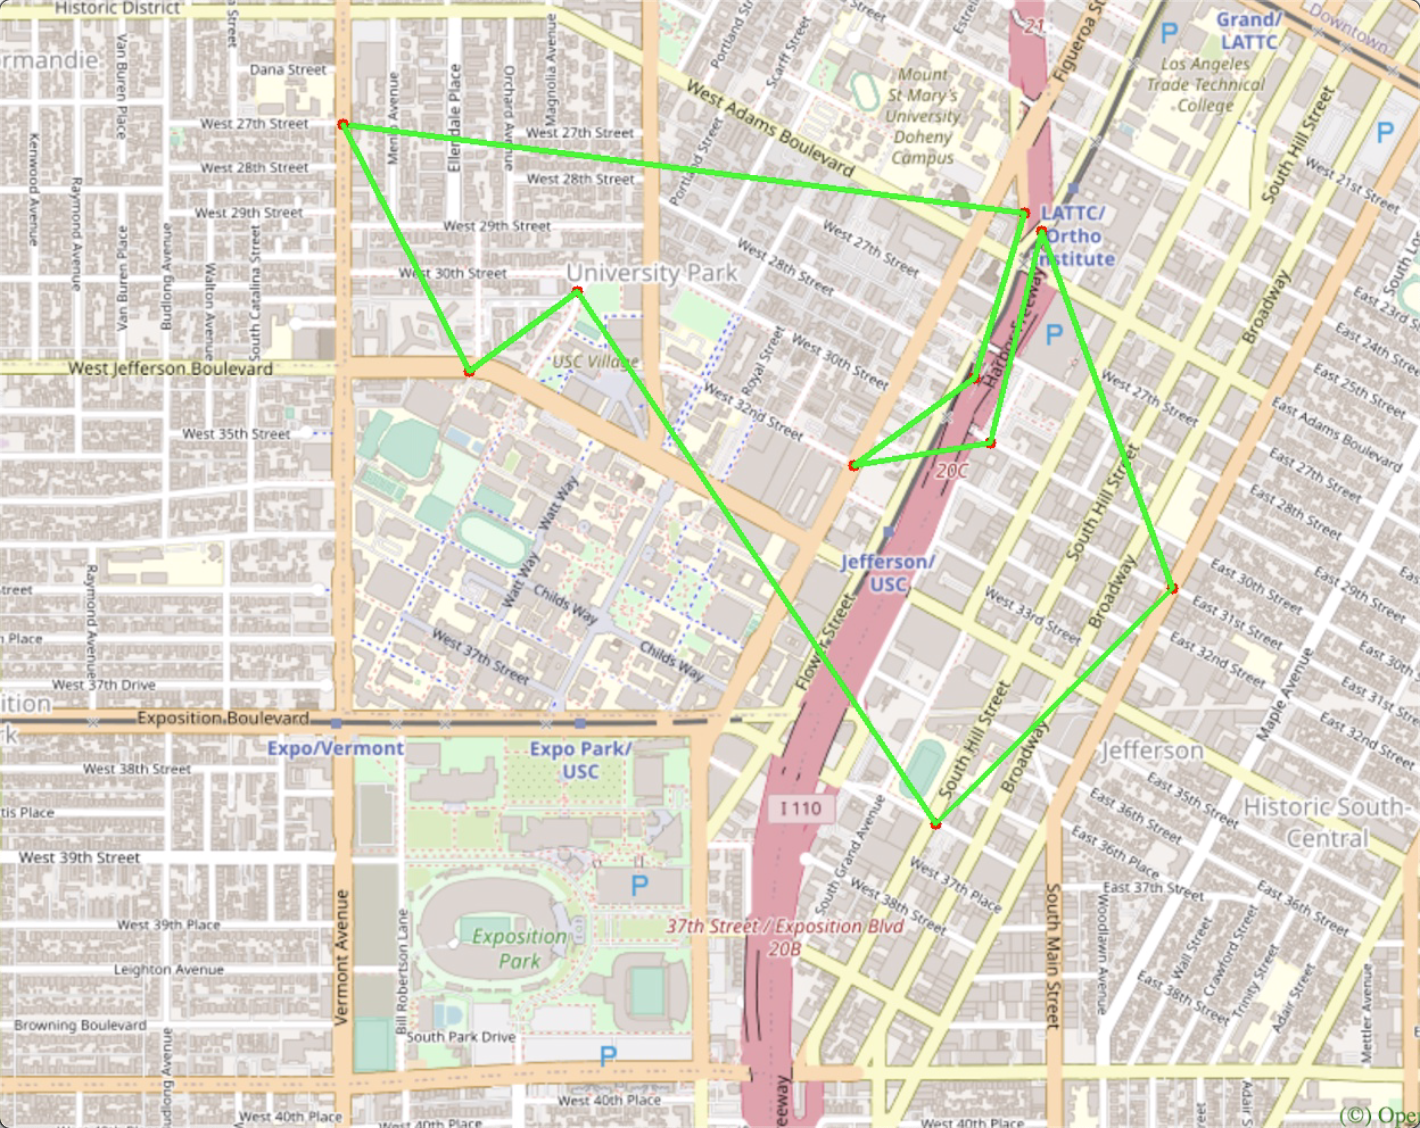 Historic District
21
Figueroa St
Grand/
LATTC
Downtown
Van Buren Place
Dana Street
Orchard Avenue
Magnolia Avenue
Portland Str
Scarff Street
Ellendale Place
Mount
St Mary's
University
Doheny
Campus
Los Angeles
Trade Technical
College
P
P
rmandie
West 27th Street
West 27th Street
West Adams Boulevard
South Hill Street
West 21st Street
Kenwood Avenue
Raymond Avenue
West 28th Street
West 28th Street
Portland Street
West 29th Street
West 29th Street
West 27th Street
West 28th Street
LATTC/
Ortho
Institute
Van Buren Place
Budlong Avenue
Walton Avenue
South Catalina Street
West 30th Street
University Park
Harbor Freeway
P
Broadway
East 23rd Street
East 24th Street
East 25th Street
USC Village
Royal Street
West 30th Street
West Jefferson Boulevard
West 32nd Street
West 27th Street
East Adams Boulevard
West 35th Street
20C
East 27th Street
East 28th Street
Watt Way
Watt Way
Jefferson/
USC
South Hill Street
Broadway
Raymond Avenue
treet
Childs Way
Childs Way
West 37th Street
West 33rd Street
East 30th Street
East 31st Street
East 32nd Street
East 29th Street
East 30th
East 31st Stre
East 32nd Street
Place
West 37th Drive
ition
k
Flower Street
Maple Avenue
Exposition Boulevard
Expo/Vermont
Expo Park/
USC
South Hill Street
Broadway
Jefferson
West 38th Street
tis Place
I 110
East 35th Street
East 36th Street
East 36th Place
Historic South-
Central
West 39th Street
P
South Grand Avenue
West 37th Place
West 38th Street
East 37th Street
East 36th Street
West 39th Place
Vermont Avenue
Bill Robertson Lane
Exposition
Park
37th Street / Exposition Blvd
20B
South Main Street
Woodlawn Avenue
Wall Street
Crawford Street
Trinity Street
Adair Street
East 38th Street
Mettler Avenue
Leighton Avenue
Browning Boulevard
South Park Drive
P
West 40th Place
West 40th Place
West 40th Place
West 40th Place
eeway
(©) Ope